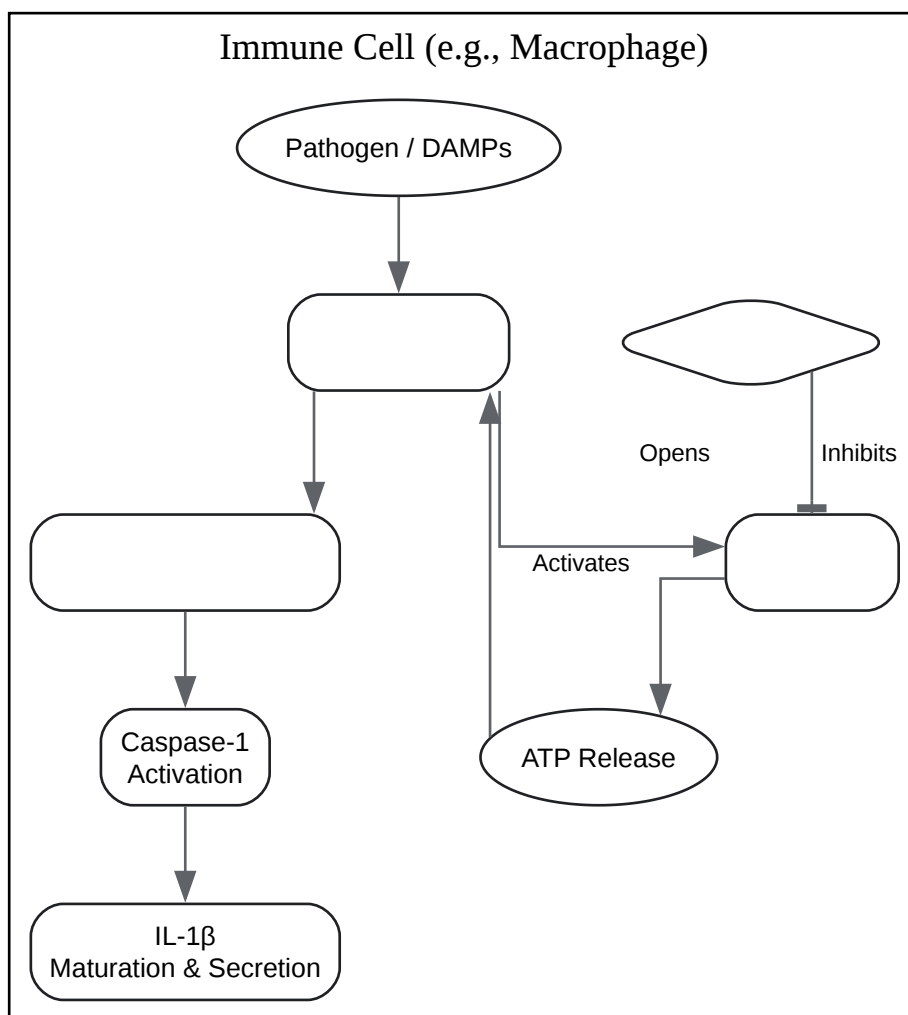 Immune Cell (e.g., Macrophage)
Pathogen / DAMPs
Opens
Inhibits
Activates
Caspase-1
Activation
ATP Release
IL-1β
Maturation & Secretion